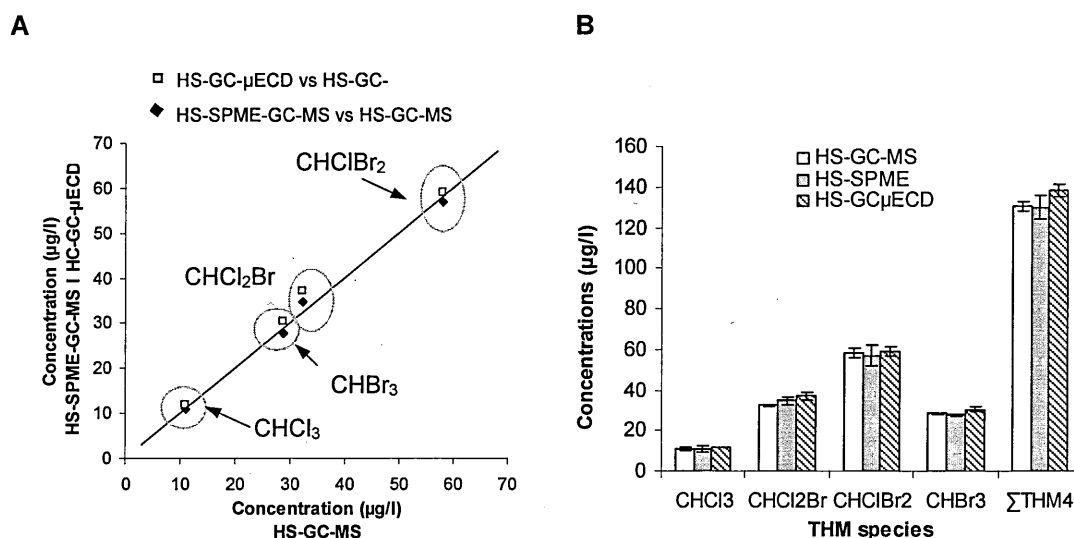 A
HS-GC-µECD vs HS-GC-
HS-SPME-GC-MS vs HS-GC-MS
70
60
50
40
30
20
10
0
Concentration (µg/l)
HS-SPME-GC-MS I HC-GC-µECD
CHClBr2
CHCl2Br
CHBr3
CHCl3
0 10 20 30 40 50 60 70
Concentration (µg/l)
HS-GC-MS
B
160
140
120
100
80
60
40
20
0
Concentrations (µg/l)
HS-GC-MS
HS-SPME
HS-GCµECD
CHCl3 CHCl2Br CHClBr2 CHBr3 ∑THM4
THM species